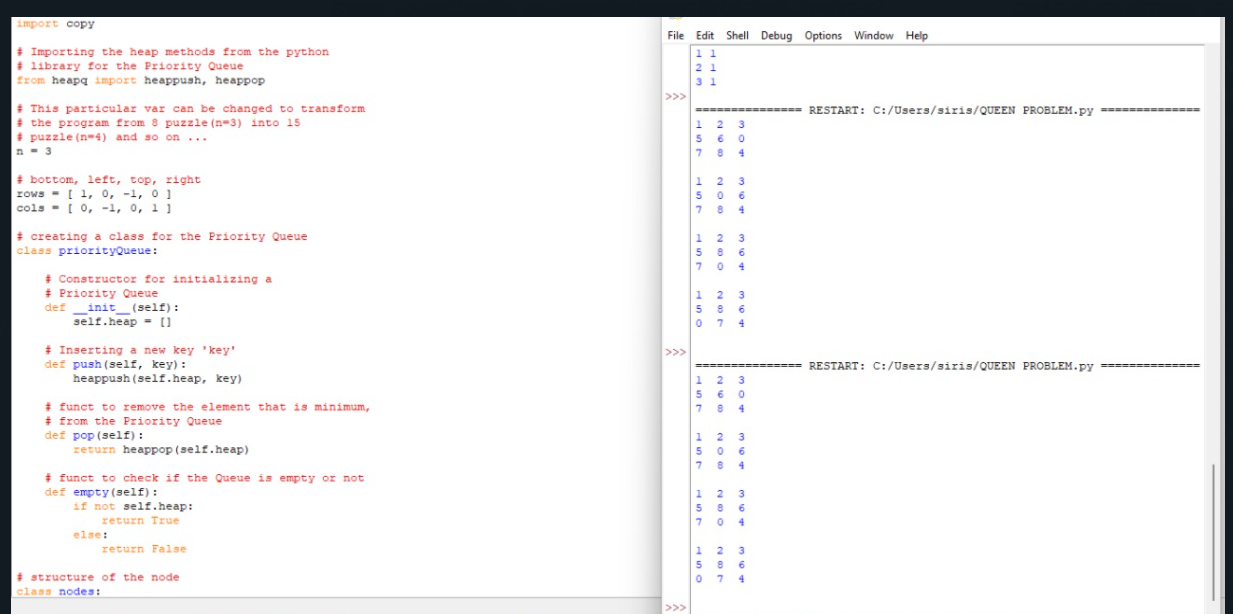 import copy
# Importing the heap methods from the python
# library for the Priority Queue
from heapq import heappush, heappop
# This particular var can be changed to transform
# the program from 8 puzzle(n=3) into 15
# puzzle(n=4) and so on ...
n = 3
# bottom, left, top, right
rows = [ 1, 0, -1, 0 ]
cols = [ 0, -1, 0, 1 ]
# creating a class for the Priority Queue
class priorityQueue:
# Constructor for initializing a
# Priority Queue
def __init__(self):
self.heap = []
# Inserting a new key 'key'
def push(self, key):
heappush(self.heap, key)
# funct to remove the element that is minimum,
# from the Priority Queue
def pop(self):
return heappop(self.heap)
# funct to check if the Queue is empty or not
def empty(self):
if not self.heap:
return True
else:
return False
# structure of the node
class nodes:
File Edit Shell Debug Options Window Help
1 1
2 1
3 1
>>>
=============== RESTART: C:/Users/siris/QUEEN PROBLEM.py ==============
1 2 3
5 6 0
7 8 4
1 2 3
5 0 6
7 8 4
1 2 3
5 8 6
7 0 4
1 2 3
5 8 6
0 7 4
>>>
=============== RESTART: C:/Users/siris/QUEEN PROBLEM.py ==============
1 2 3
5 6 0
7 8 4
1 2 3
5 0 6
7 8 4
1 2 3
5 8 6
7 0 4
1 2 3
5 8 6
0 7 4
>>>